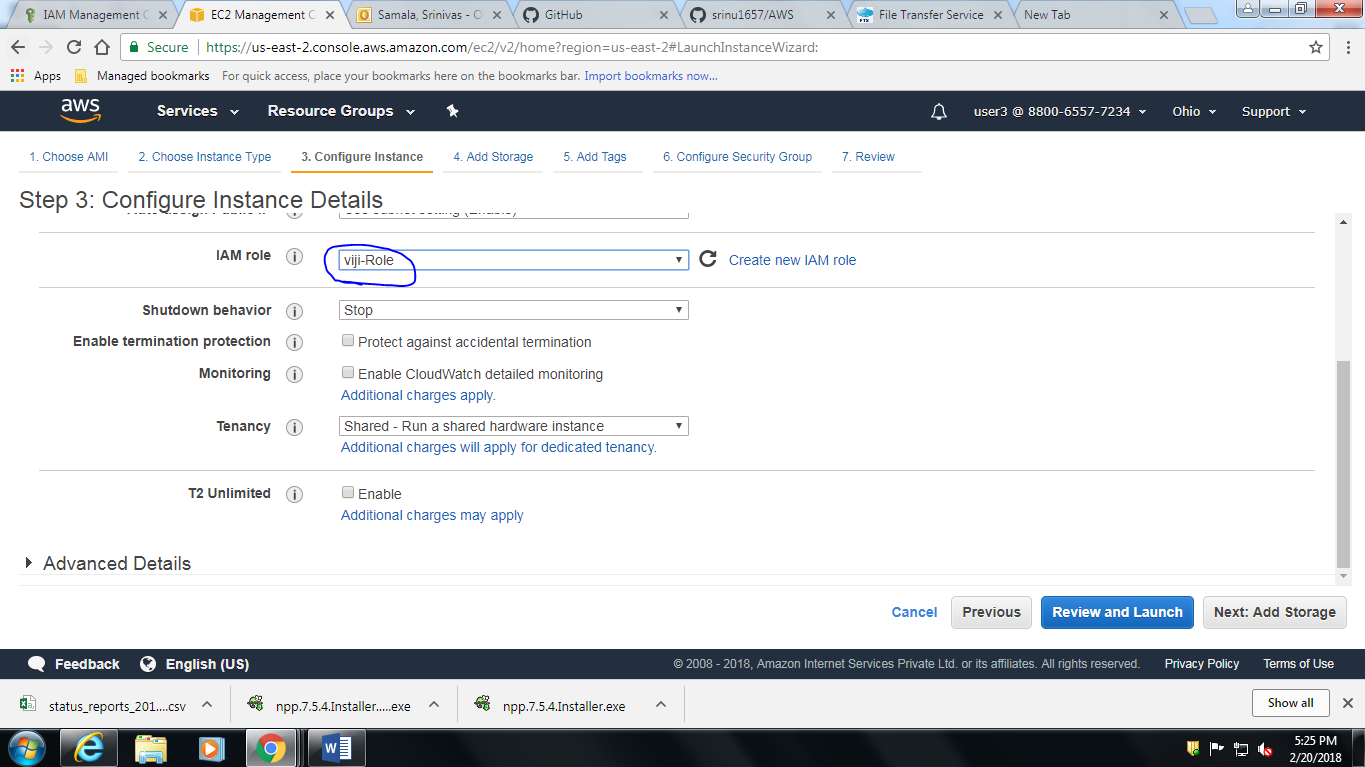 IAM Management C
EC2 Management C
Samala, Srinivas - O
GitHub
srinu1657/AWS
File Transfer Service
New Tab
Secure
https://us-east-2.console.aws.amazon.com/ec2/v2/home?region=us-east-2#LaunchInstanceWizard:
Apps
Managed bookmarks
For quick access, place your bookmarks here on the bookmarks bar. Import bookmarks now...
aws
Services
Resource Groups
user3 @ 8800-6557-7234
Ohio
Support
1. Choose AMI
2. Choose Instance Type
3. Configure Instance
4. Add Storage
5. Add Tags
6. Configure Security Group
7. Review
Step 3: Configure Instance Details
Auto-assign Public IP
Use subnet setting (Enable)
IAM role
viji-Role
Create new IAM role
Shutdown behavior
Stop
Enable termination protection
Protect against accidental termination
Monitoring
Enable CloudWatch detailed monitoring
Additional charges apply.
Tenancy
Shared - Run a shared hardware instance
Additional charges will apply for dedicated tenancy.
T2 Unlimited
Enable
Additional charges may apply
Advanced Details
Cancel
Previous
Review and Launch
Next: Add Storage
Feedback
English (US)
© 2008 - 2018, Amazon Internet Services Private Ltd. or its affiliates. All rights reserved.
Privacy Policy
Terms of Use
status_reports_201....csv
npp.7.5.4.Installer.....exe
npp.7.5.4.Installer.exe
Show all
5:25 PM
2/20/2018